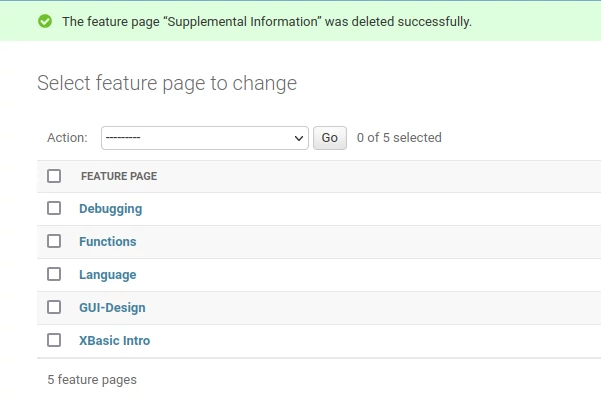 The feature page “Supplemental Information” was deleted successfully.
Select feature page to change
Action: --------- Go 0 of 5 selected
FEATURE PAGE
Debugging
Functions
Language
GUI-Design
XBasic Intro
5 feature pages